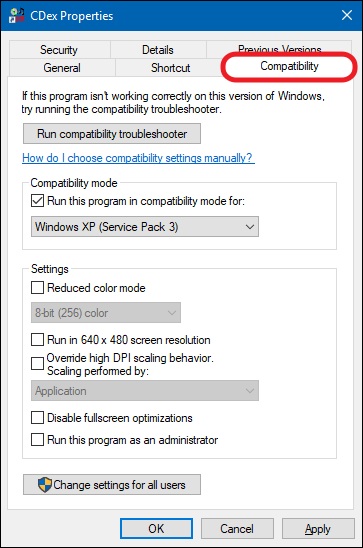 CDex Properties
Security Details Previous Versions
General Shortcut Compatibility
If this program isn't working correctly on this version of Windows,
try running the compatibility troubleshooter.
Run compatibility troubleshooter
How do I choose compatibility settings manually?
Compatibility mode
Run this program in compatibility mode for:
Windows XP (Service Pack 3)
Settings
Reduced color mode
8-bit (256) color
Run in 640 x 480 screen resolution
Override high DPI scaling behavior.
Scaling performed by:
Application
Disable fullscreen optimizations
Run this program as an administrator
Change settings for all users
OK Cancel Apply